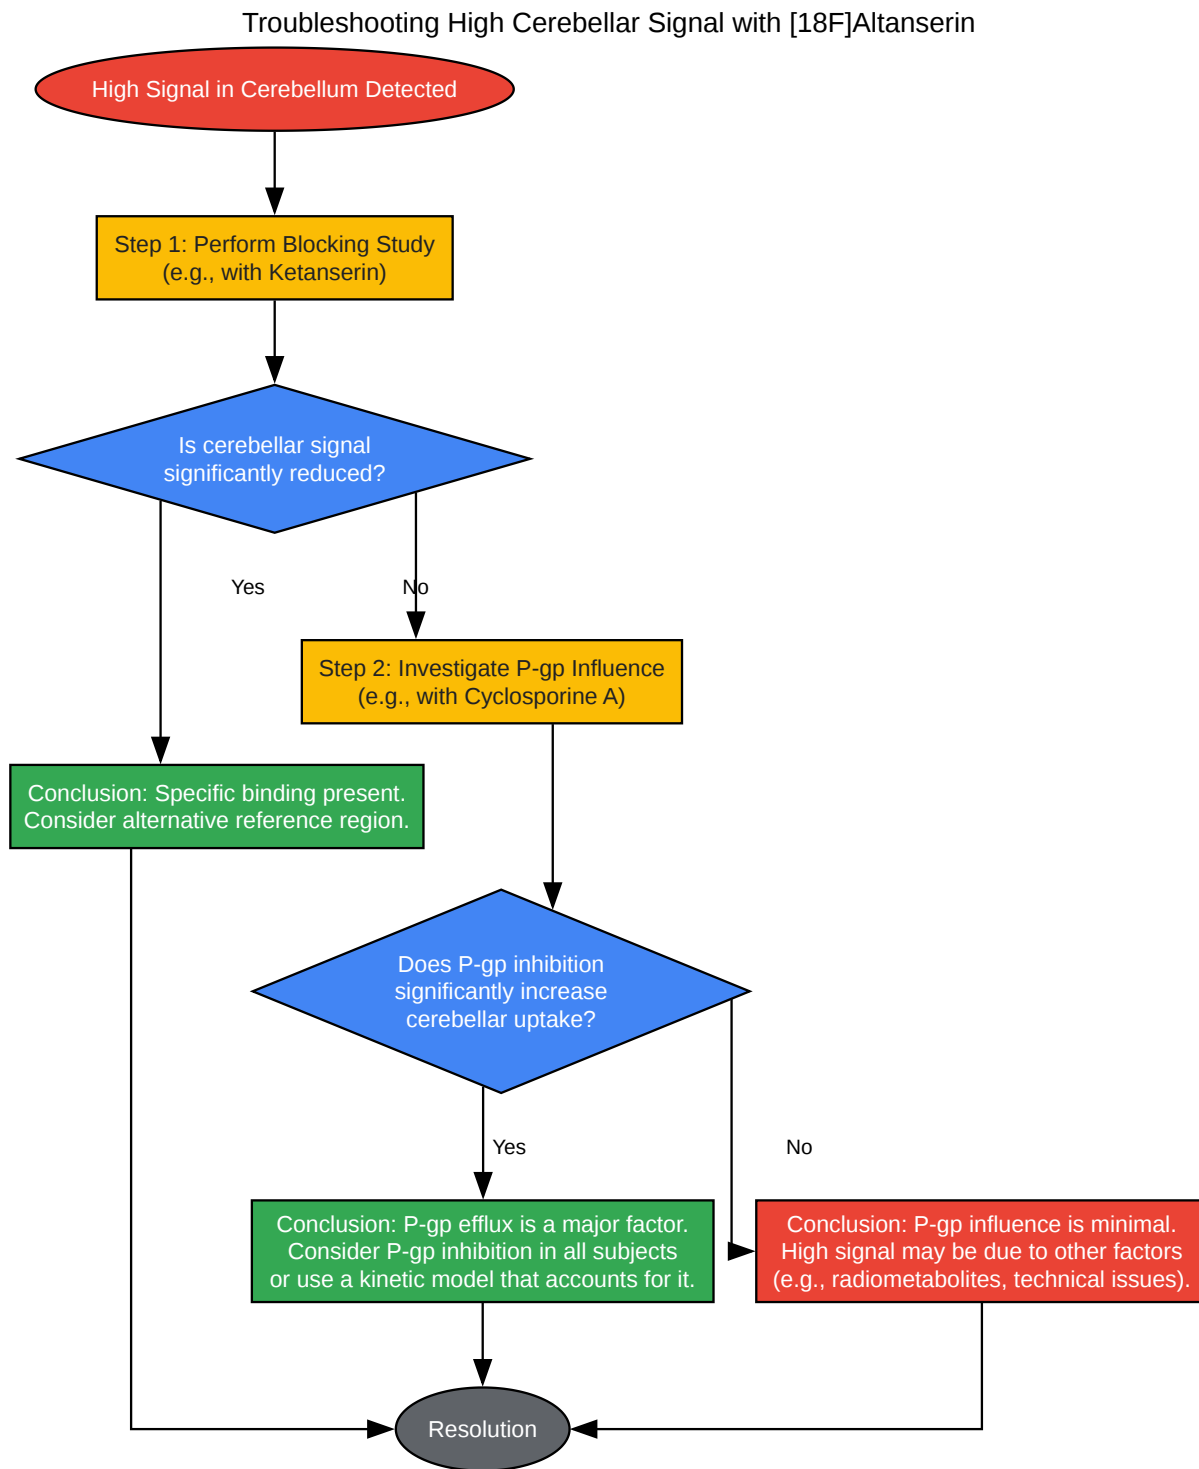 Troubleshooting High Cerebellar Signal with [18F]Altanserin
High Signal in Cerebellum Detected
Step 1: Perform Blocking Study
(e.g., with Ketanserin)
Is cerebellar signal
significantly reduced?
Yes
No
Step 2: Investigate P-gp Influence
(e.g., with Cyclosporine A)
Conclusion: Specific binding present.
Consider alternative reference region.
Does P-gp inhibition
significantly increase
cerebellar uptake?
Yes
No
Conclusion: P-gp efflux is a major factor.
Consider P-gp inhibition in all subjects
or use a kinetic model that accounts for it.
Conclusion: P-gp influence is minimal.
High signal may be due to other factors
(e.g., radiometabolites, technical issues).
Resolution